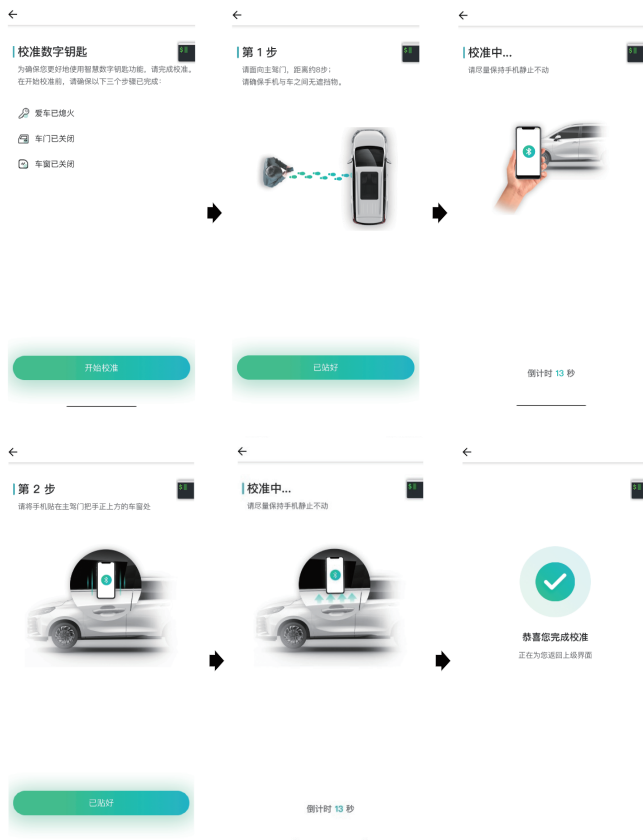 校准数字钥匙
为确保您更好地使用智慧数字钥匙功能，请完成校准。
在开始校准前，请确保以下三个步骤已完成：
爱车已熄火
车门已关闭
车窗已关闭
开始校准
第 1 步
请面向主驾门，距离约8步；
请确保手机与车之间无遮挡物。
已站好
校准中...
请尽量保持手机静止不动
倒计时 13 秒
第 2 步
请将手机贴在主驾门把手正上方的车窗处
已贴好
校准中...
请尽量保持手机静止不动
倒计时 13 秒
恭喜您完成校准
正在为您返回上级界面